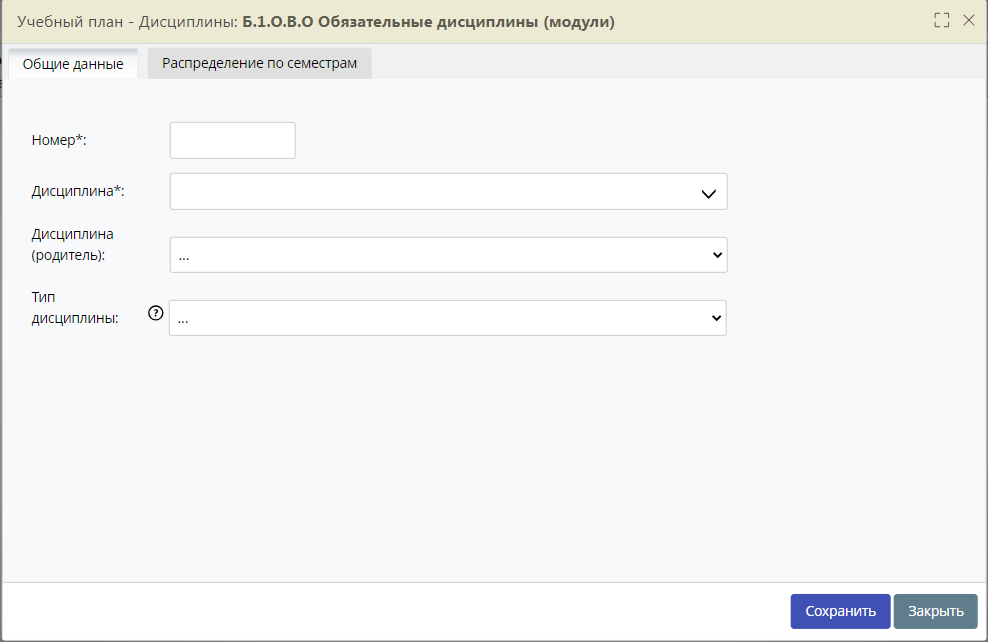 Учебный план - Дисциплины: Б.1.О.В.О Обязательные дисциплины (модули)
Общие данные
Распределение по семестрам
Номер*:
Дисциплина*:
Дисциплина
(родитель):
...
Тип
дисциплины:
?
...
Сохранить
Закрыть